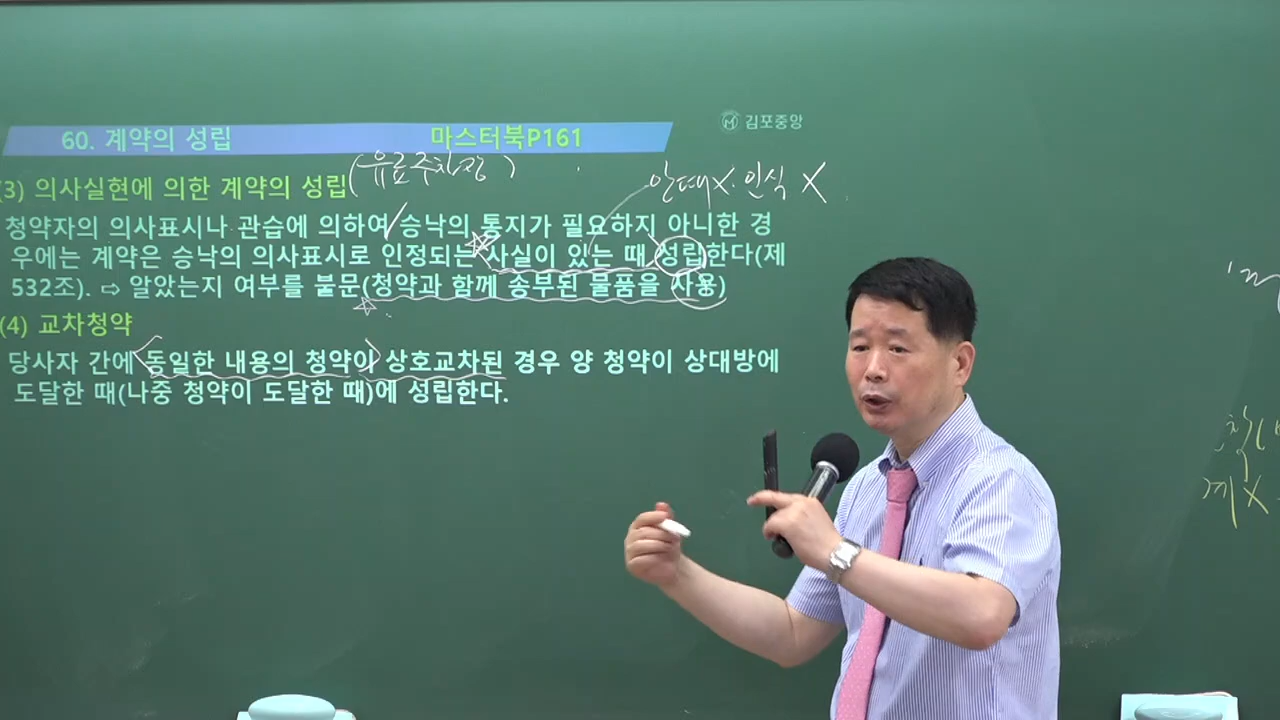 60. 계약의 성립 마스터북P161
김포중앙
(3) 의사실현에 의한 계약의 성립 (유료주차장)
안 때X. 인식 X
청약자의 의사표시나 관습에 의하여 승낙의 통지가 필요하지 아니한 경
우에는 계약은 승낙의 의사표시로 인정되는 사실이 있는 때 성립한다(제
532조). ⇨ 알았는지 여부를 불문(청약과 함께 송부된 물품을 사용)
(4) 교차청약
당사자 간에 동일한 내용의 청약이 상호교차된 경우 양 청약이 상대방에
도달한 때(나중 청약이 도달한 때)에 성립한다.
계X